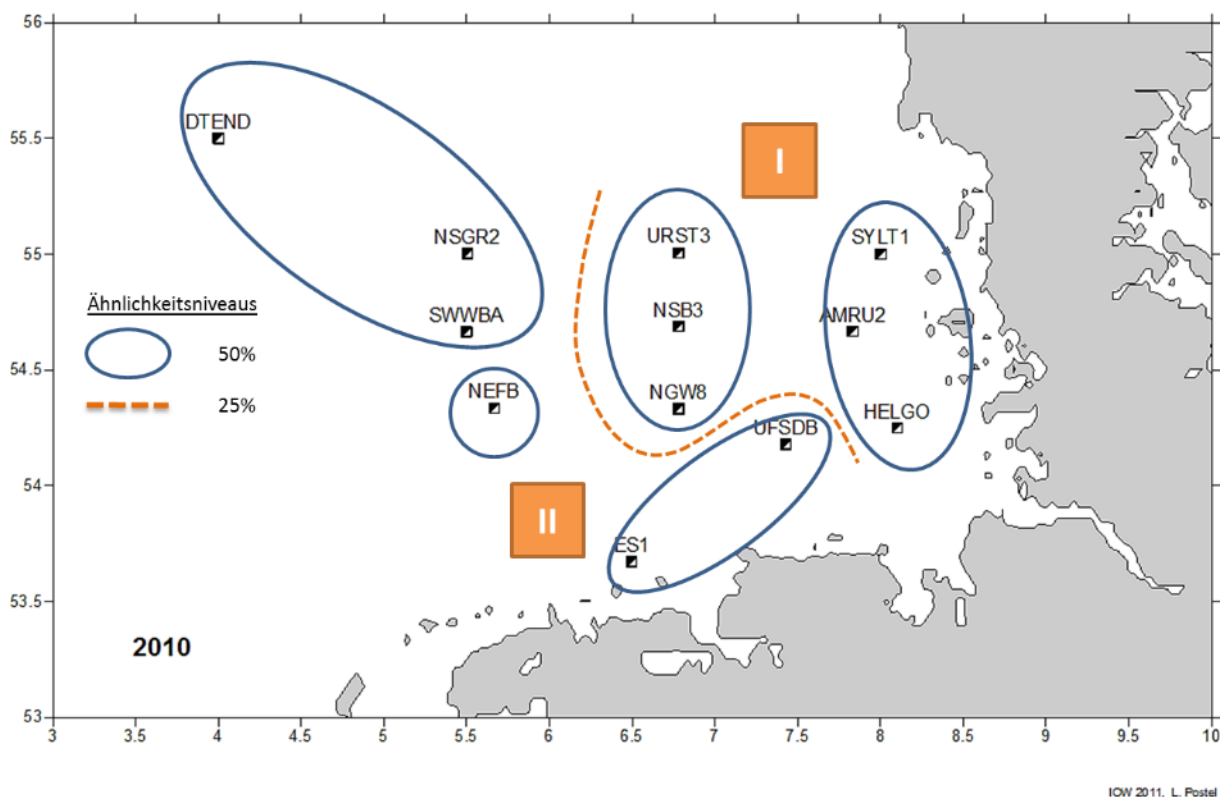 56
I
DTEND
55.5
NSGR2
URST3
SYLT1
55
Ähnlichkeitsniveaus
SWWBA
NSB3
AMRU2
50%
54.5
NEFB
NGW8
HELGO
25%
UFSDB
54
II
ES1
53.5
2010
53
3 3.5 4 4.5 5 5.5 6 6.5 7 7.5 8 8.5 9 9.5 10
IOW 2011. L. Postel